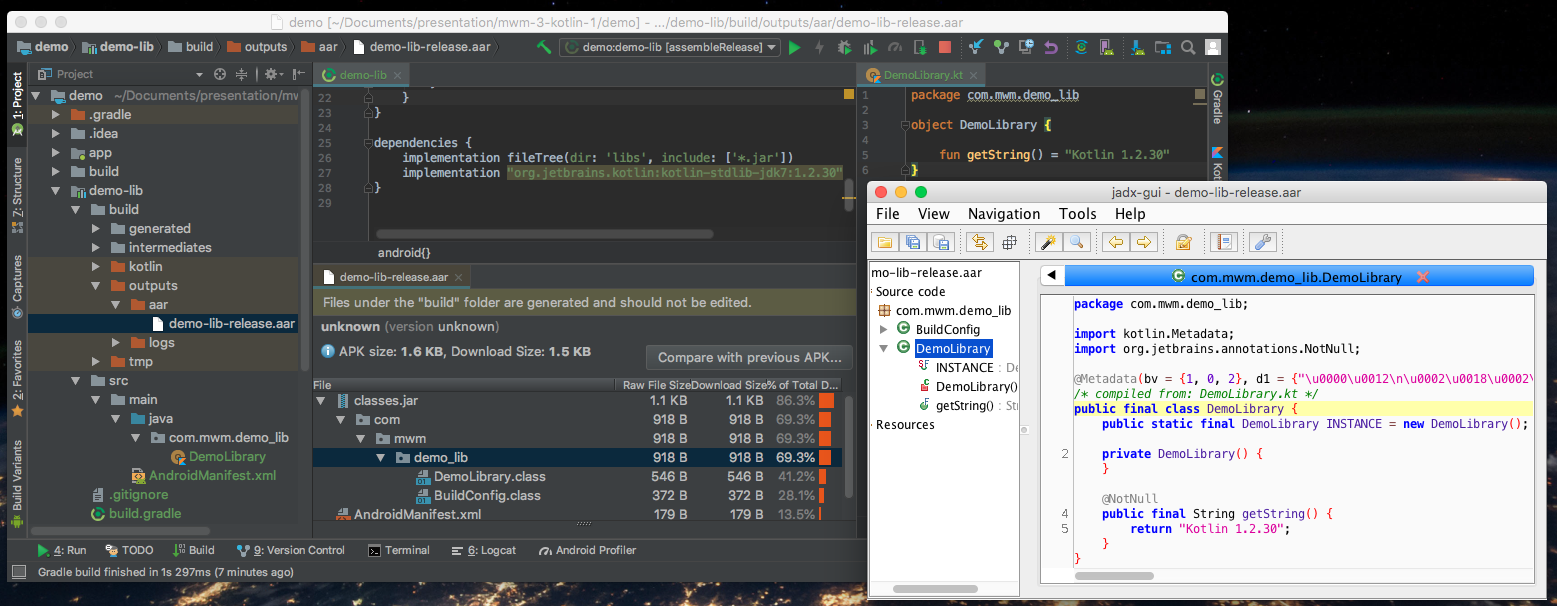 demo [~/Documents/presentation/mwm-3-kotlin-1/demo] - .../demo-lib/build/outputs/aar/demo-lib-release.aar
demo demo-lib build outputs aar demo-lib-release.aar demo:demo-lib [assembleRelease]
1: Project
7: Structure
Captures
2: Favorites
Build Variants
Project
demo ~/Documents/presentation/mw
.gradle
.idea
app
build
demo-lib
build
generated
intermediates
kotlin
outputs
aar
demo-lib-release.aar
logs
tmp
src
main
java
com.mwm.demo_lib
DemoLibrary
AndroidManifest.xml
.gitignore
build.gradle
demo-lib
22 }
23 }
24
25 dependencies {
26 implementation fileTree(dir: 'libs', include: ['*.jar'])
27 implementation "org.jetbrains.kotlin:kotlin-stdlib-jdk7:1.2.30"
28 }
29
android{}
DemoLibrary.kt
1 package com.mwm.demo_lib
2
3 object DemoLibrary {
4
5 fun getString() = "Kotlin 1.2.30"
6 }
Gradle
Kot
demo-lib-release.aar
Files under the "build" folder are generated and should not be edited.
unknown (version unknown)
APK size: 1.6 KB, Download Size: 1.5 KB
Compare with previous APK...
File Raw File Size Download Size % of Total D...
classes.jar 1.1 KB 1.1 KB 86.3%
com 918 B 918 B 69.3%
mwm 918 B 918 B 69.3%
demo_lib 918 B 918 B 69.3%
DemoLibrary.class 546 B 546 B 41.2%
BuildConfig.class 372 B 372 B 28.1%
AndroidManifest.xml 179 B 179 B 13.5%
4: Run TODO Build 9: Version Control Terminal 6: Logcat Android Profiler
Gradle build finished in 1s 297ms (7 minutes ago)
jadx-gui - demo-lib-release.aar
File View Navigation Tools Help
mo-lib-release.aar
Source code
com.mwm.demo_lib
BuildConfig
DemoLibrary
INSTANCE : De
DemoLibrary()
getString() : St
Resources
com.mwm.demo_lib.DemoLibrary
package com.mwm.demo_lib;
import kotlin.Metadata;
import org.jetbrains.annotations.NotNull;
@Metadata(bv = {1, 0, 2}, d1 = {"\u0000\u0012\n\u0002\u0018\u0002\
/* compiled from: DemoLibrary.kt */
public final class DemoLibrary {
public static final DemoLibrary INSTANCE = new DemoLibrary();
2 private DemoLibrary() {
}
@NotNull
4 public final String getString() {
5 return "Kotlin 1.2.30";
}
}